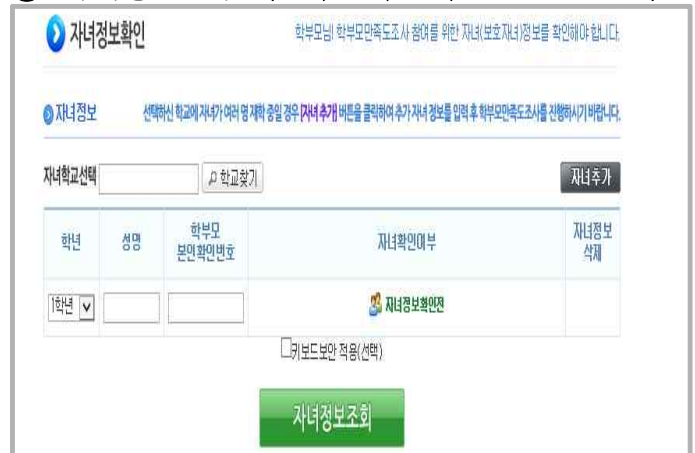 자녀정보확인
학부모님! 학부모만족도조사 참여를 위한 자녀(보호자녀)정보를 확인해야 합니다.
자녀정보
선택하신 학교에 자녀가 여러 명 재학 중일 경우 [자녀 추가] 버튼을 클릭하여 추가 자녀 정보를 입력 후 학부모만족도조사를 진행하시기 바랍니다.
자녀학교선택 학교찾기 자녀추가
학년 성명 학부모 본인확인번호 자녀확인여부 자녀정보 삭제
1학년 자녀정보확인전
키보드보안 적용(선택)
자녀정보조회